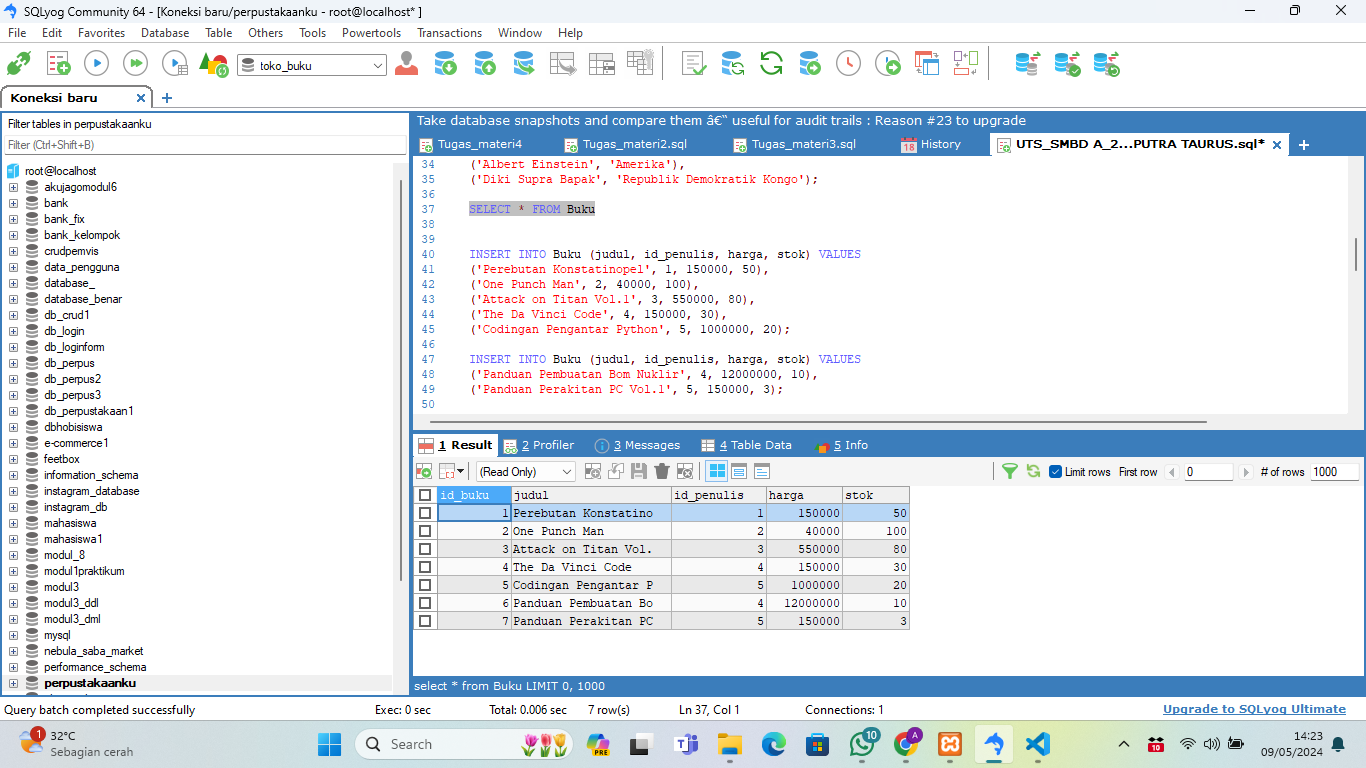 SQLyog Community 64 - [Koneksi baru/perpustakaanku - root@localhost* ]
File Edit Favorites Database Table Others Tools Powertools Transactions Window Help
toko_buku
Koneksi baru
Filter tables in perpustakaanku
Filter (Ctrl+Shift+B)
root@localhost
akujagomodul6
bank
bank_fix
bank_kelompok
crudpemvis
data_pengguna
database_
database_benar
db_crud1
db_login
db_loginform
db_perpus
db_perpus2
db_perpus3
db_perpustakaan1
dbhobisiswa
e-commerce1
feetbox
information_schema
instagram_database
instagram_db
mahasiswa
mahasiswa1
modul_8
modul1praktikum
modul3
modul3_ddl
modul3_dml
mysql
nebula_saba_market
performance_schema
perpustakaanku
Take database snapshots and compare them â€“ useful for audit trails : Reason #23 to upgrade
Tugas_materi4 Tugas_materi2.sql Tugas_materi3.sql 18 History UTS_SMBD A_2...PUTRA TAURUS.sql*
34 ('Albert Einstein', 'Amerika'),
35 ('Diki Supra Bapak', 'Republik Demokratik Kongo');
36
37 SELECT * FROM Buku
38
39
40 INSERT INTO Buku (judul, id_penulis, harga, stok) VALUES
41 ('Perebutan Konstatinopel', 1, 150000, 50),
42 ('One Punch Man', 2, 40000, 100),
43 ('Attack on Titan Vol.1', 3, 550000, 80),
44 ('The Da Vinci Code', 4, 150000, 30),
45 ('Codingan Pengantar Python', 5, 1000000, 20);
46
47 INSERT INTO Buku (judul, id_penulis, harga, stok) VALUES
48 ('Panduan Pembuatan Bom Nuklir', 4, 12000000, 10),
49 ('Panduan Perakitan PC Vol.1', 5, 150000, 3);
50
1 Result 2 Profiler 3 Messages 4 Table Data 5 Info
(Read Only) Limit rows First row 0 # of rows 1000
id_buku judul id_penulis harga stok
1 Perebutan Konstatino 1 150000 50
2 One Punch Man 2 40000 100
3 Attack on Titan Vol. 3 550000 80
4 The Da Vinci Code 4 150000 30
5 Codingan Pengantar P 5 1000000 20
6 Panduan Pembuatan Bo 4 12000000 10
7 Panduan Perakitan PC 5 150000 3
select * from Buku LIMIT 0, 1000
Query batch completed successfully Exec: 0 sec Total: 0.006 sec 7 row(s) Ln 37, Col 1 Connections: 1 Upgrade to SQLyog Ultimate
1 32°C
Sebagian cerah
Search
PRE
10
A
10
14:23
09/05/2024